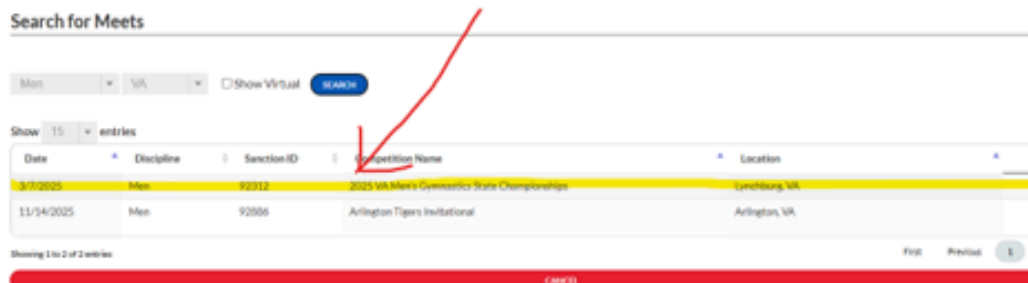 Search for Meets
Men VA Show Virtual SEARCH
Show 15 entries
Date Discipline Sanction ID Competition Name Location
3/7/2025 Men 92312 2025 VA Men's Gymnastics State Championships Lynchburg, VA
11/14/2025 Men 92886 Arlington Tigers Invitational Arlington, VA
Showing 1 to 2 of 2 entries First Previous 1
CANCEL